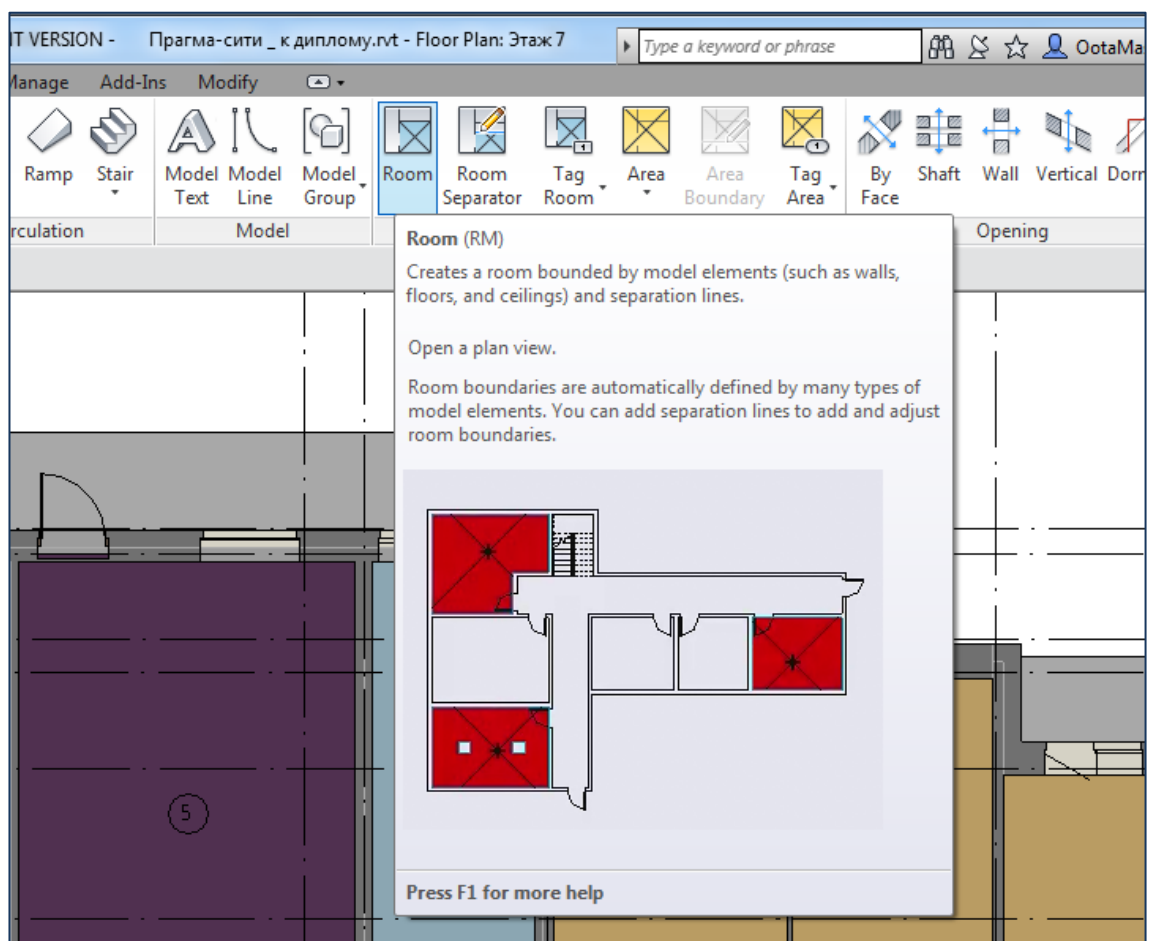 IT VERSION - Прагма-сити _ к диплому.rvt - Floor Plan: Этаж 7
Type a keyword or phrase
OotaMa
Manage Add-Ins Modify
Ramp Stair Model Text Model Line Model Group Room Room Separator Tag Room Area Area Boundary Tag Area By Face Shaft Wall Vertical Dorm
rculation Model Opening
Room (RM)
Creates a room bounded by model elements (such as walls,
floors, and ceilings) and separation lines.
Open a plan view.
Room boundaries are automatically defined by many types of
model elements. You can add separation lines to add and adjust
room boundaries.
5
Press F1 for more help